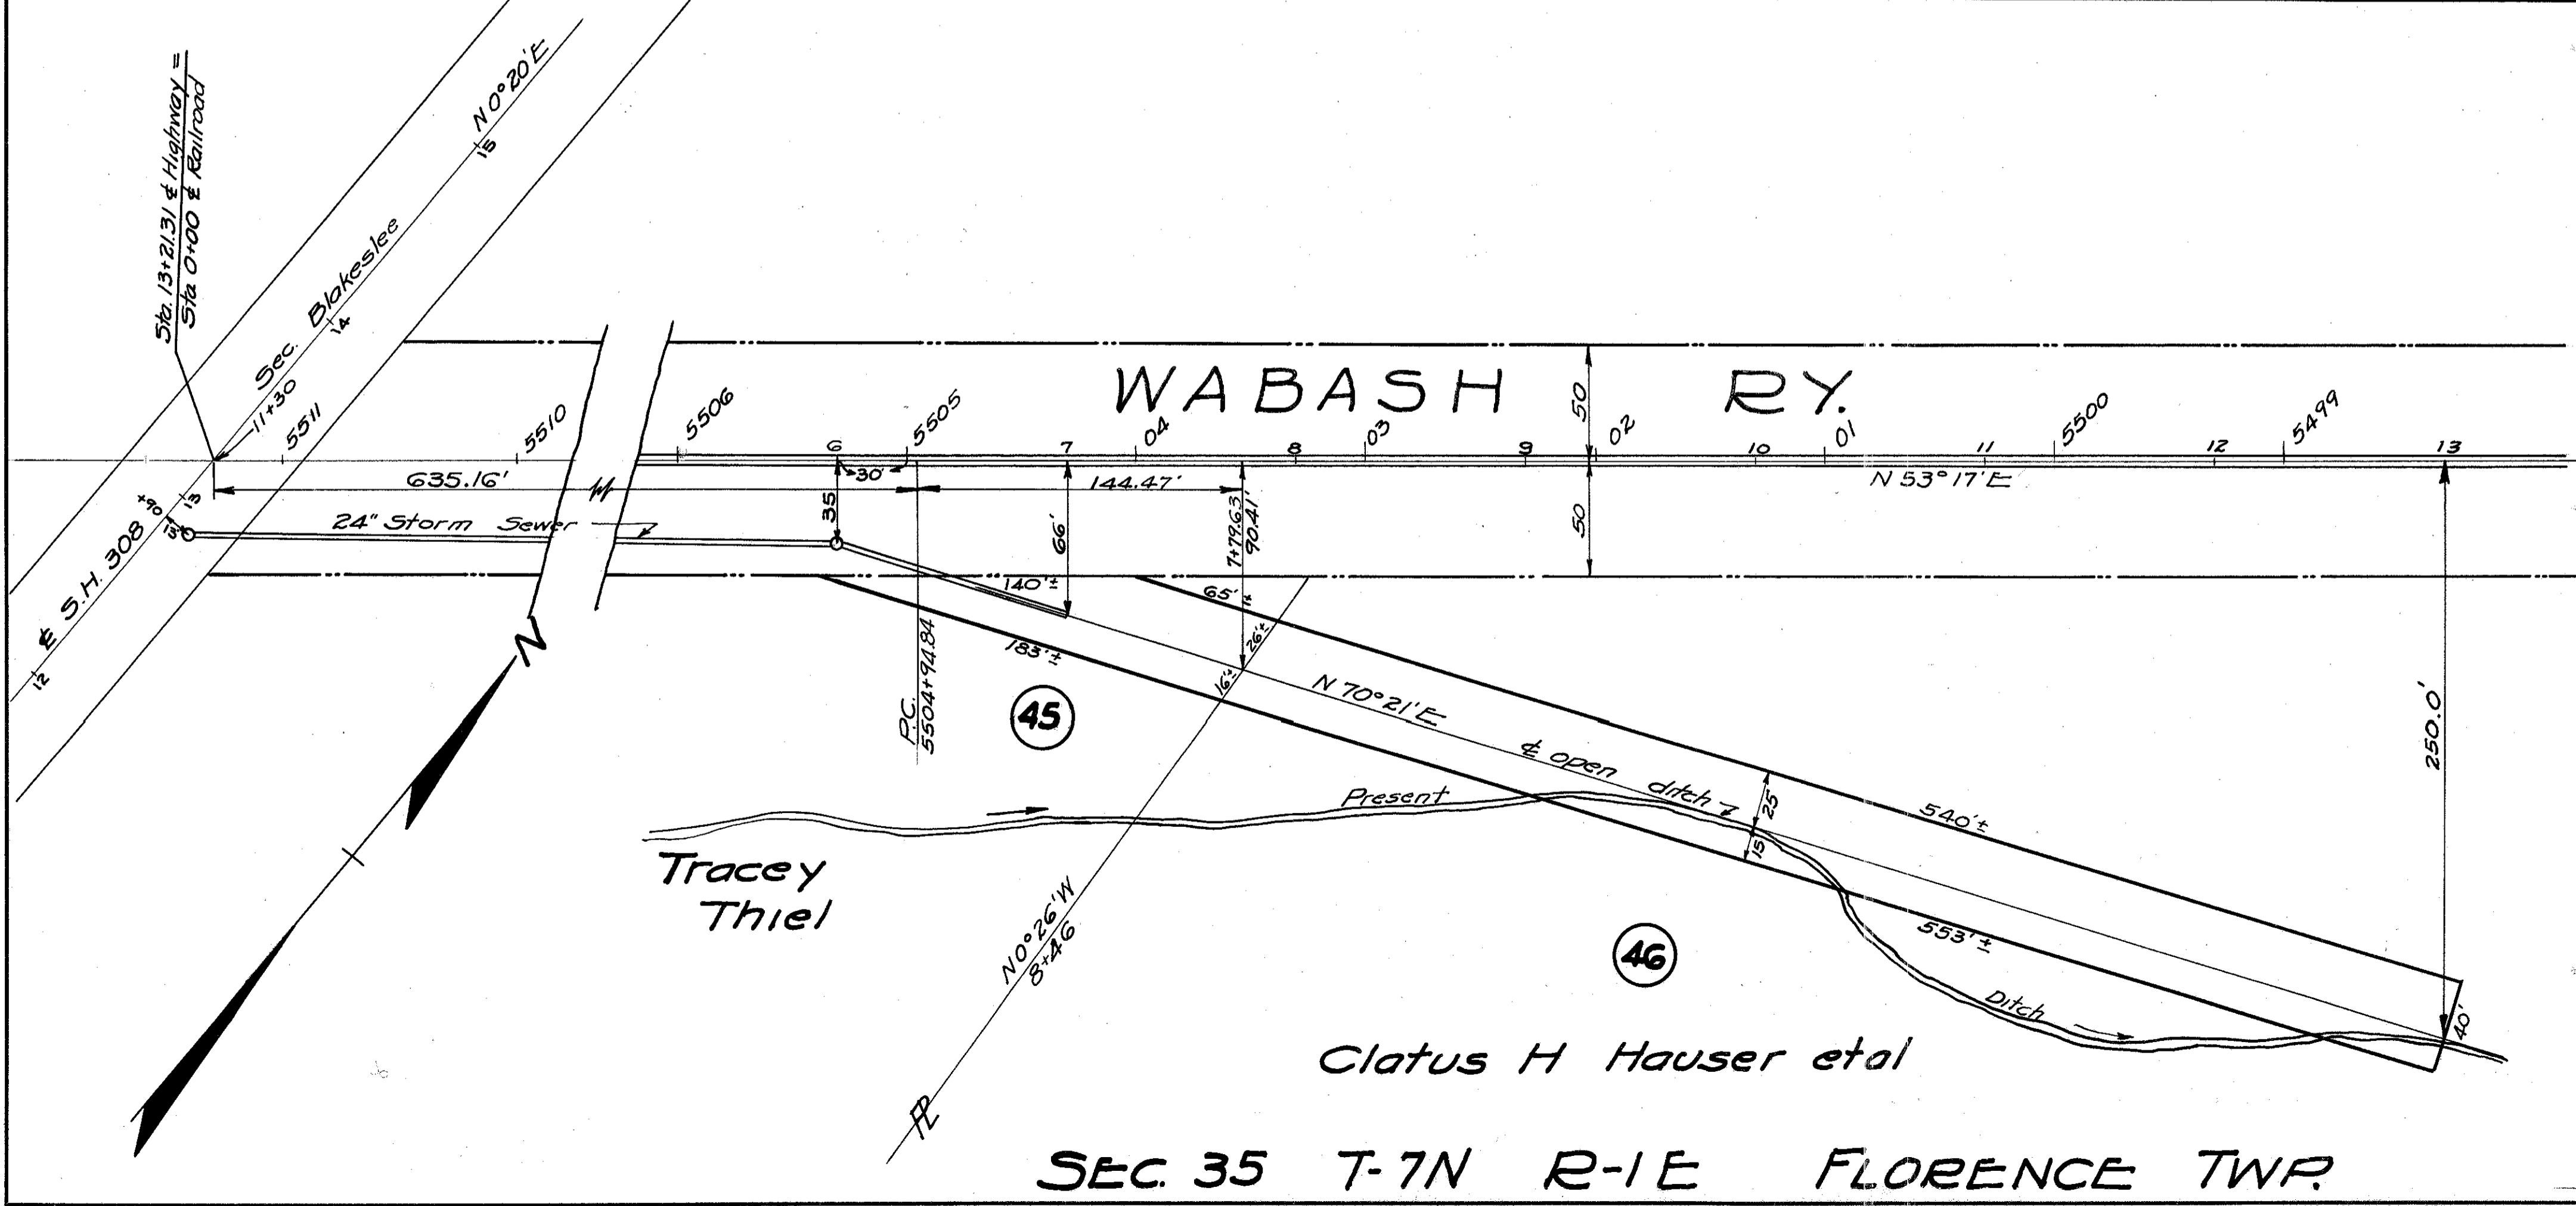 Sta. 13+21.31 ℄ Highway =
Sta 0+00 ℄ Railroad
N 0°20'E
15
Sec. Blakeslee
14
11+30
5511
5510
5506
5505
04
03
02
01
5500
5499
WABASH RY.
6
7
8
9
10
11
12
13
50
50
635.16'
30'
144.47'
N 53°17'E
35
66'
7+79.63
90.41'
24" Storm Sewer
13
+90
℄ S.H. 308
12
N
140'±
65'±
183'±
26'±
16'±
P.C.
5504+94.84
45
N 70°21'E
℄ open ditch
25
15
540'±
553'±
250.0'
40'
Present
Ditch
Tracey
Thiel
N 0°26'W
8+46
46
Clatus H Hauser etal
PL
SEC. 35 T-7N R-1E FLORENCE TWP.